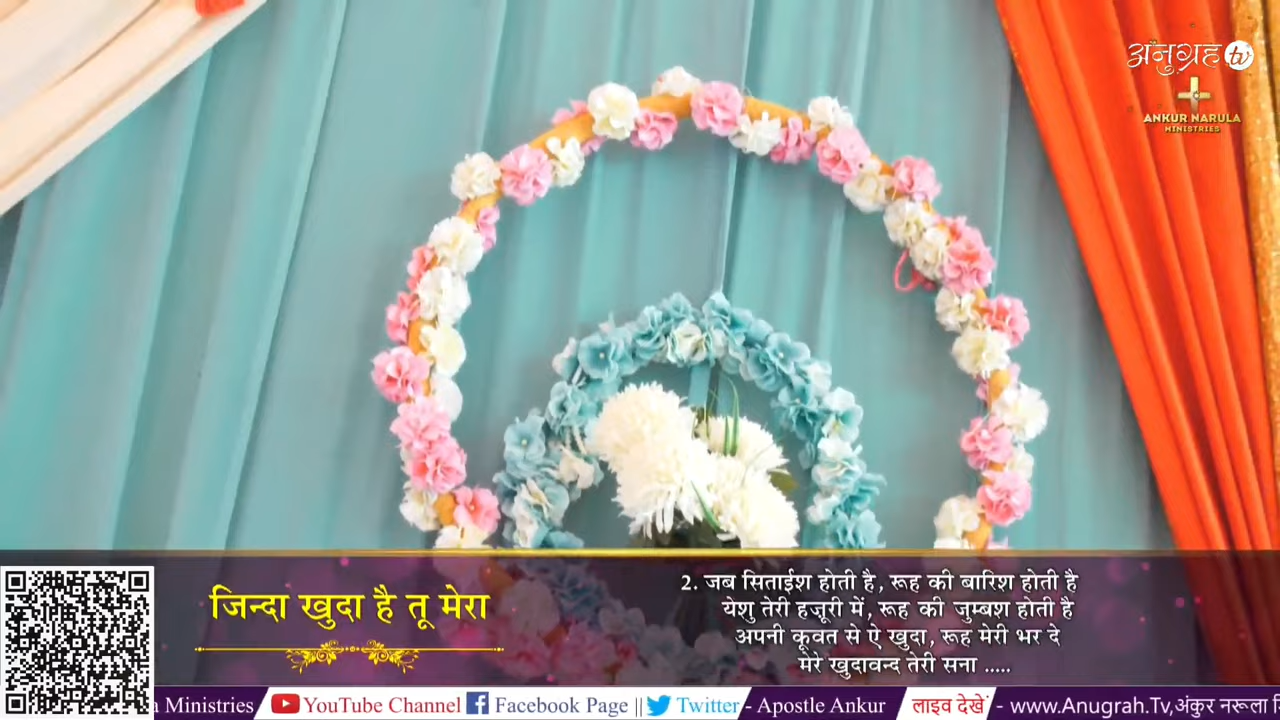 अनुग्रह tv
ANKUR NARULA
MINISTRIES
जिन्दा खुदा है तू मेरा
2. जब सिताईश होती है, रूह की बारिश होती है
येशु तेरी हजूरी में, रूह की जुम्बश होती है
अपनी कूवत से ऐ खुदा, रूह मेरी भर दे
मेरे खुदावन्द तेरी सना .....
Ministries YouTube Channel Facebook Page || Twitter - Apostle Ankur लाइव देखें - www.Anugrah.Tv,अंकुर नरूला